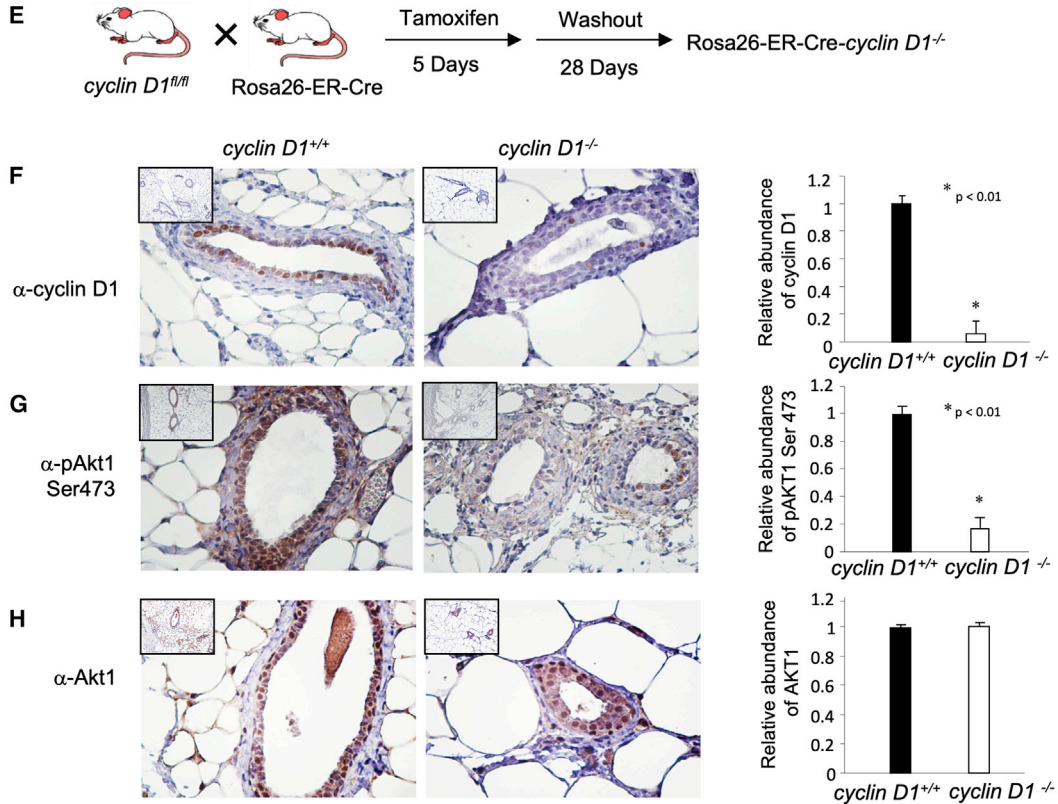 E
Tamoxifen
5 Days
Washout
28 Days
cyclin D1fl/fl
Rosa26-ER-Cre
Rosa26-ER-Cre-cyclin D1-/-
cyclin D1+/+
cyclin D1-/-
F
α-cyclin D1
Relative abundance
of cyclin D1
1.2
1
0.8
0.6
0.4
0.2
0
* p < 0.01
*
cyclin D1+/+ cyclin D1 -/-
G
α-pAkt1
Ser473
Relative abundance
of pAKT1 Ser 473
1.2
1
0.8
0.6
0.4
0.2
0
* p < 0.01
*
cyclin D1+/+ cyclin D1 -/-
H
α-Akt1
Relative abundance
of AKT1
1.2
1
0.8
0.6
0.4
0.2
0
cyclin D1+/+ cyclin D1 -/-